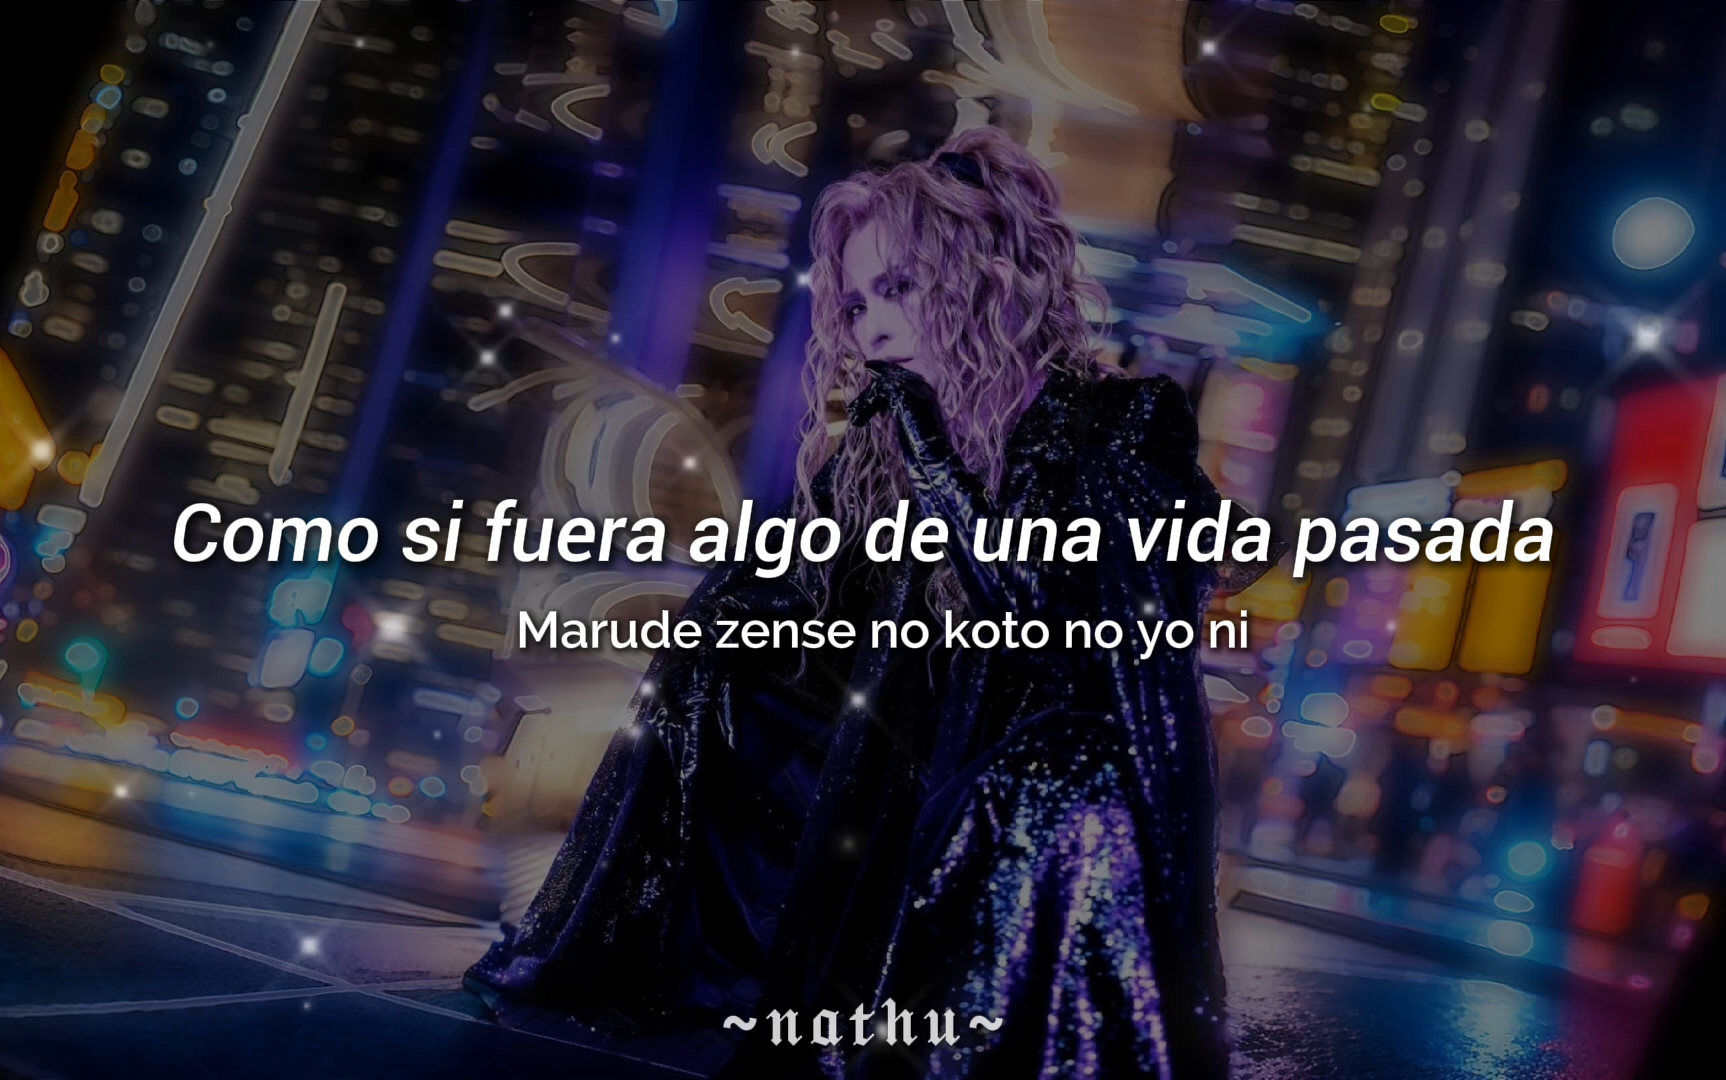 Como si fuera algo de una vida pasada
Marude zense no koto no yo ni
~nathu~